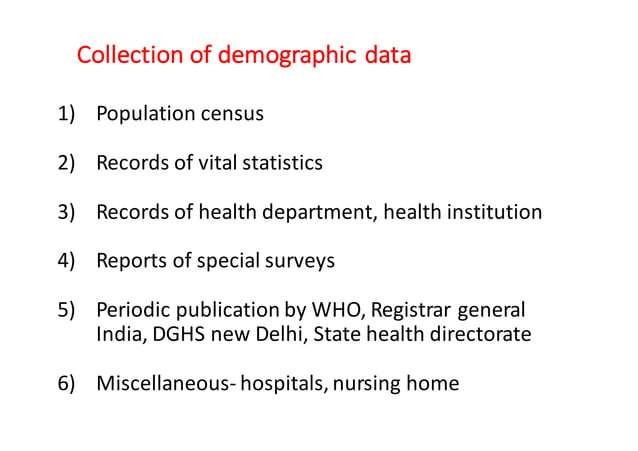 Collection of demographic data
1) Population census
2) Records of vital statistics
3) Records of health department, health institution
4) Reports of special surveys
5) Periodic publication by WHO, Registrar general
India, DGHS new Delhi, State health directorate
6) Miscellaneous- hospitals, nursing home